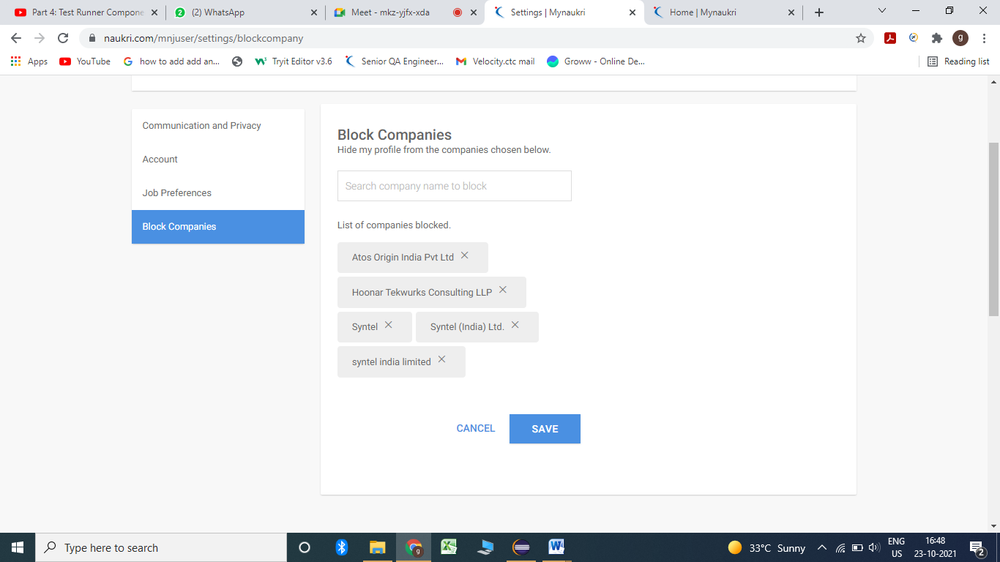 Part 4: Test Runner Compone
(2) WhatsApp
Meet - mkz-yjfx-xda
Settings | Mynaukri
Home | Mynaukri
naukri.com/mnjuser/settings/blockcompany
g
Apps
YouTube
how to add add an...
Tryit Editor v3.6
Senior QA Engineer...
Velocity.ctc mail
Groww - Online De...
Reading list
Communication and Privacy
Account
Job Preferences
Block Companies
Block Companies
Hide my profile from the companies chosen below.
Search company name to block
List of companies blocked.
Atos Origin India Pvt Ltd
Hoonar Tekwurks Consulting LLP
Syntel
Syntel (India) Ltd.
syntel india limited
CANCEL
SAVE
Type here to search
33°C Sunny
ENG
US
16:48
23-10-2021
2